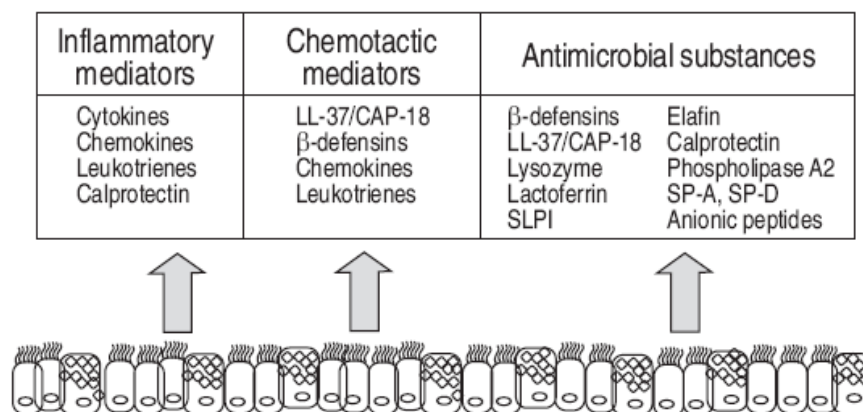 Inflammatory
mediators
Cytokines
Chemokines
Leukotrienes
Calprotectin
Chemotactic
mediators
LL-37/CAP-18
β-defensins
Chemokines
Leukotrienes
Antimicrobial substances
β-defensins
LL-37/CAP-18
Lysozyme
Lactoferrin
SLPI
Elafin
Calprotectin
Phospholipase A2
SP-A, SP-D
Anionic peptides